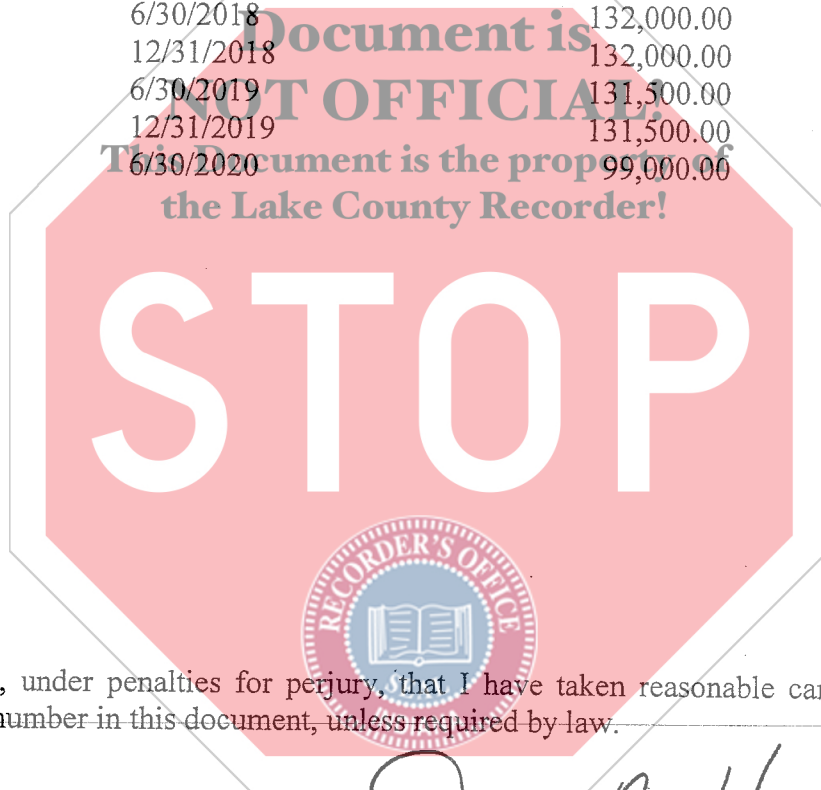 6/30/2018 132,000.00
Document is
12/31/2018 132,000.00
NOT OFFICIAL!
6/30/2019 131,500.00
12/31/2019 131,500.00
This Document is the property of
6/30/2020 99,000.00
the Lake County Recorder!
STOP
RECORDER'S OFFICE
, under penalties for perjury, that I have taken reasonable
number in this document, unless required by law.